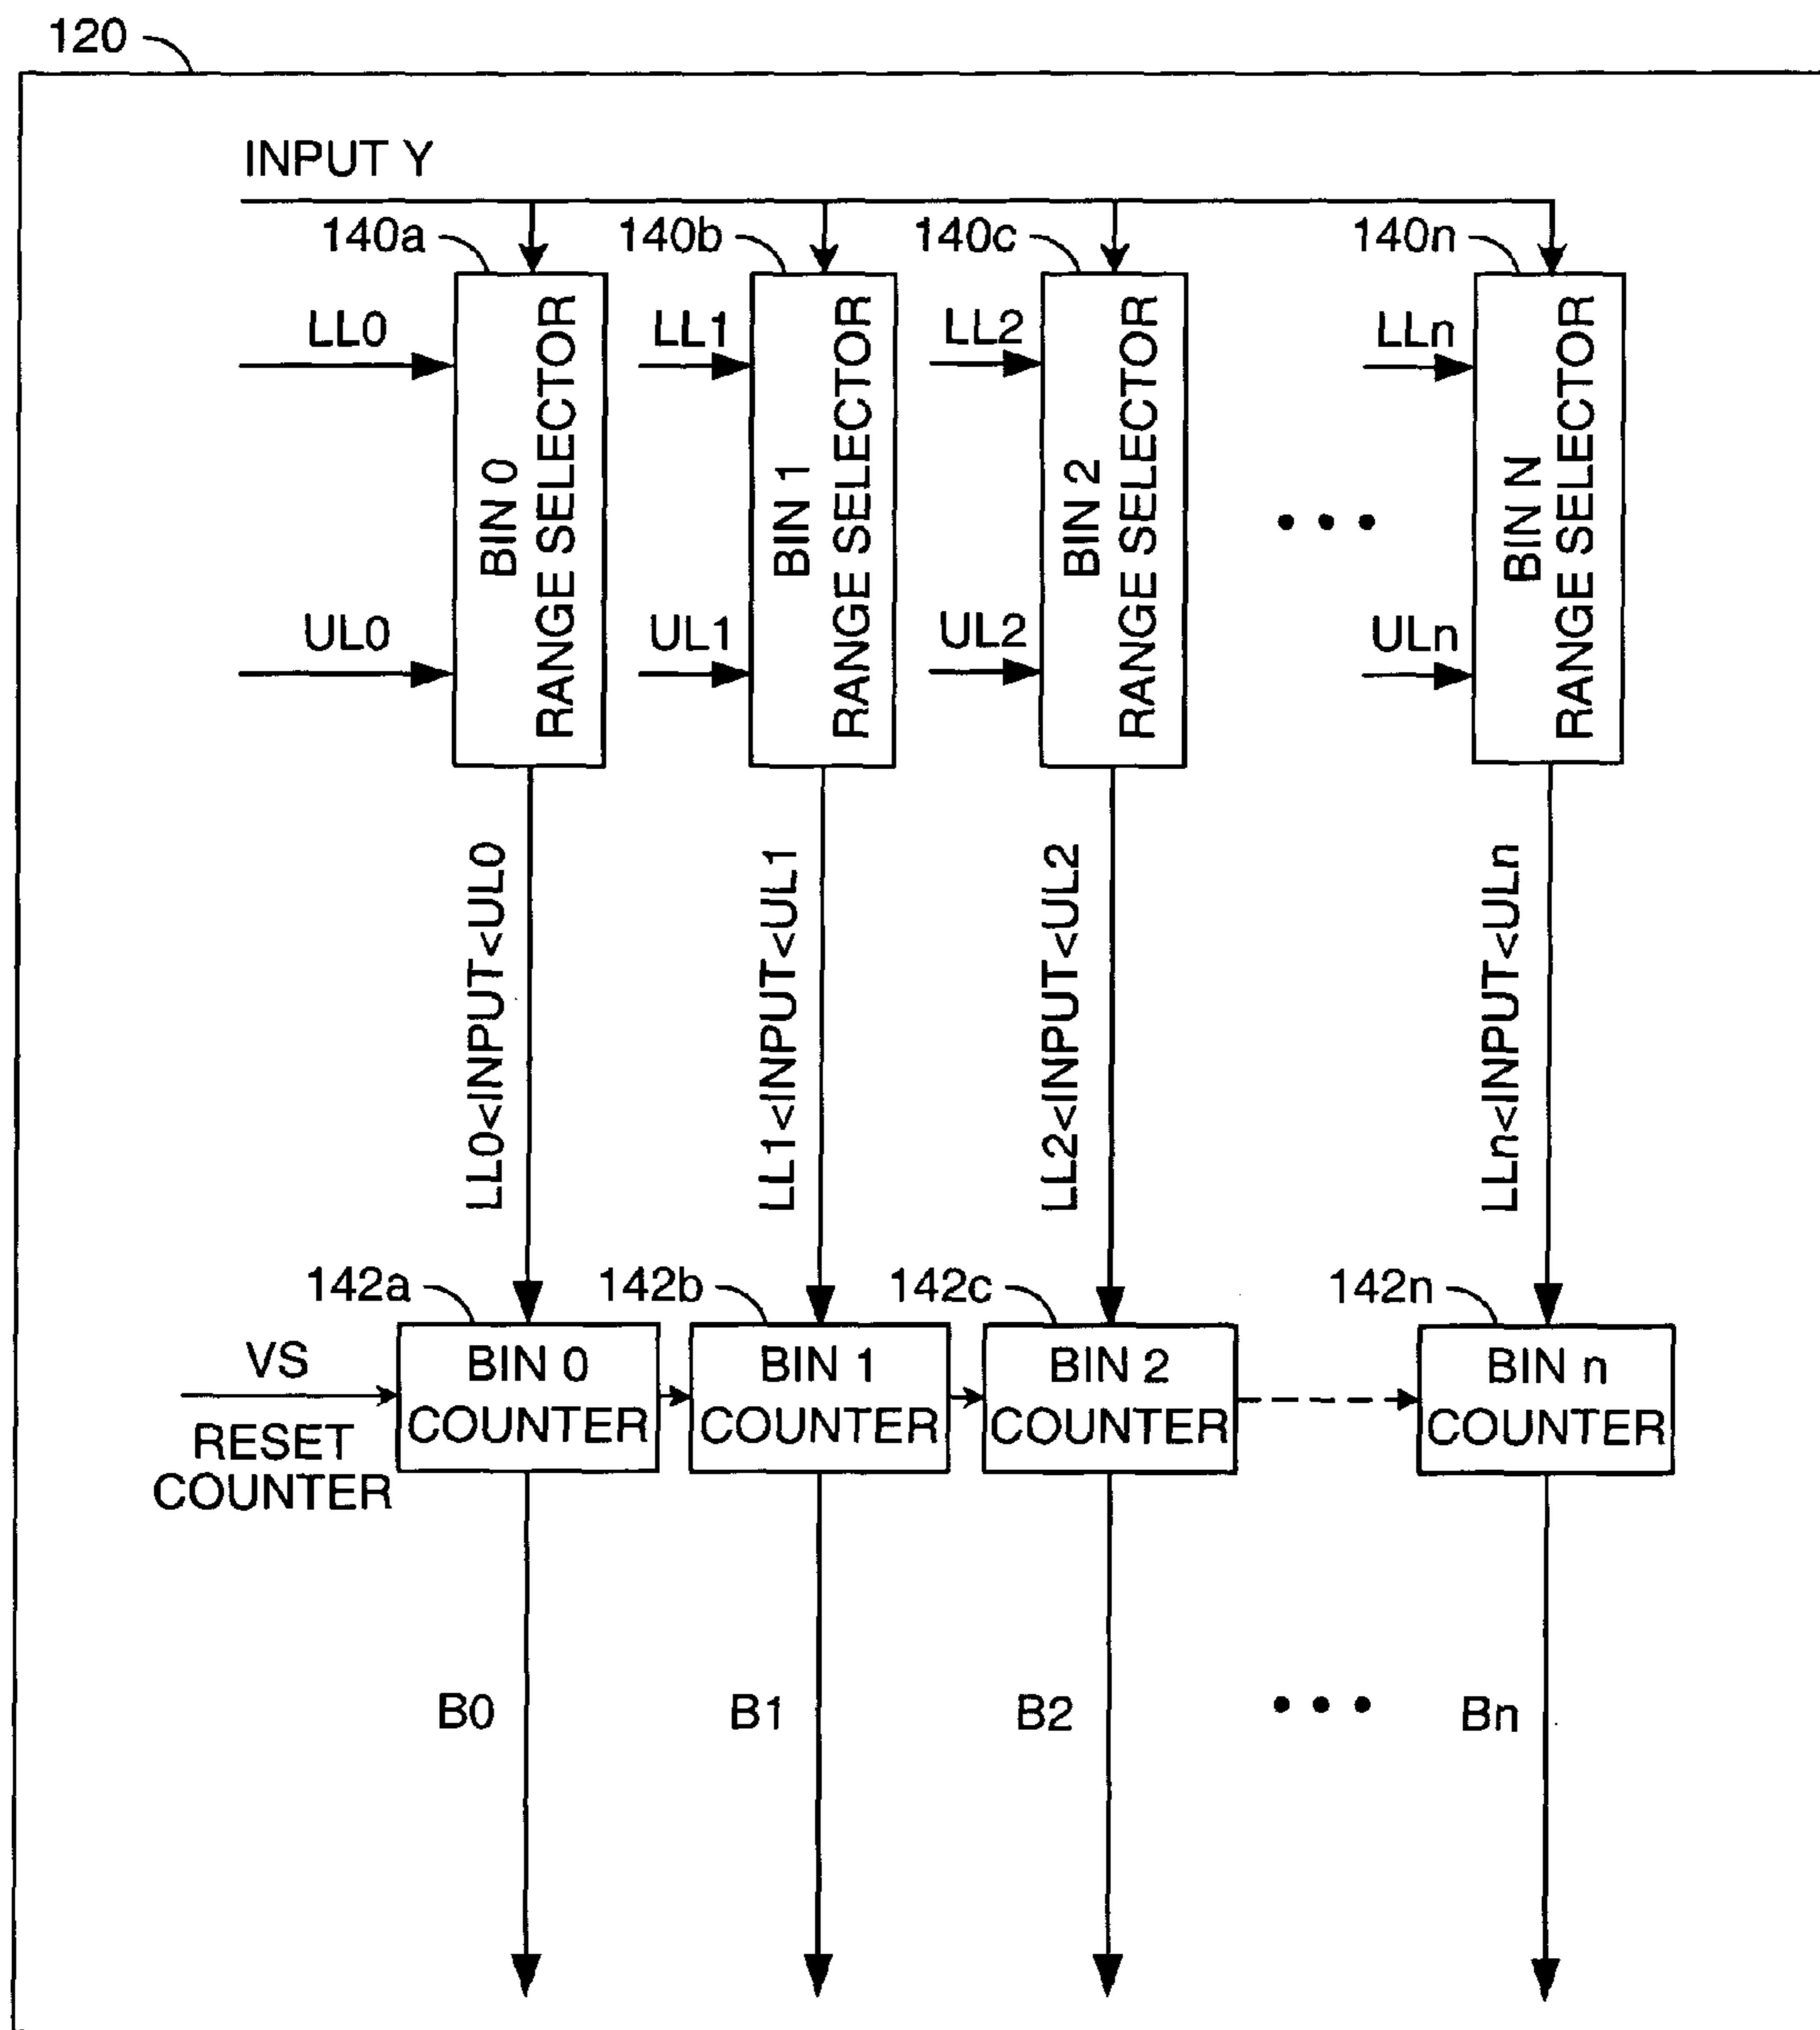 120
INPUT Y
140a
140b
140c
140n
LL0
LL1
LL2
LLn
BIN 0
RANGE SELECTOR
BIN 1
RANGE SELECTOR
BIN 2
RANGE SELECTOR
• • •
BIN N
RANGE SELECTOR
UL0
UL1
UL2
ULn
LL0<INPUT<UL0
LL1<INPUT<UL1
LL2<INPUT<UL2
LLn<INPUT<ULn
142a
142b
142c
142n
VS
RESET
COUNTER
BIN 0
COUNTER
BIN 1
COUNTER
BIN 2
COUNTER
BIN n
COUNTER
B0
B1
B2
• • •
Bn